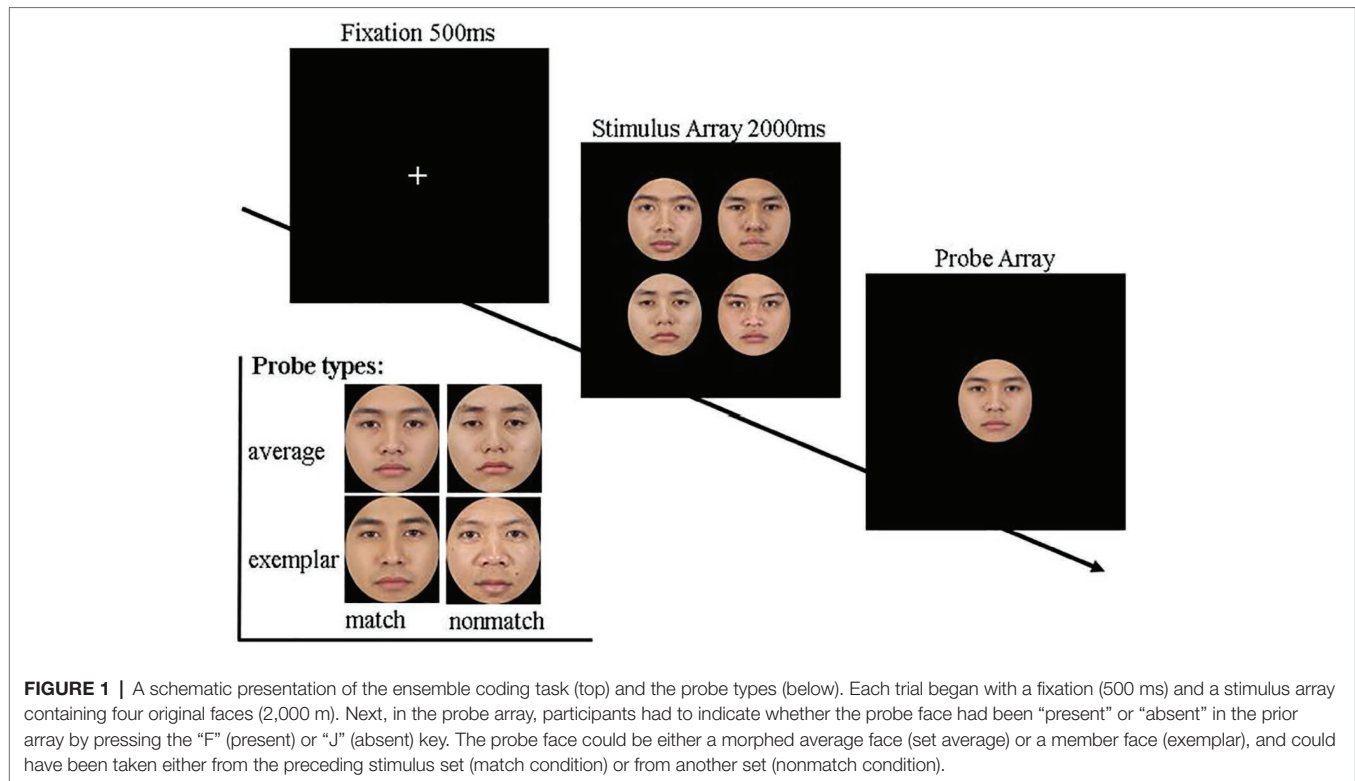 Fixation 500ms
Stimulus Array 2000ms
Probe Array
Probe types:
average
exemplar
match nonmatch
FIGURE 1 | A schematic presentation of the ensemble coding task (top) and the probe types (below). Each trial began with a fixation (500 ms) and a stimulus array
containing four original faces (2,000 m). Next, in the probe array, participants had to indicate whether the probe face had been “present” or “absent” in the prior
array by pressing the “F” (present) or “J” (absent) key. The probe face could be either a morphed average face (set average) or a member face (exemplar), and could
have been taken either from the preceding stimulus set (match condition) or from another set (nonmatch condition).